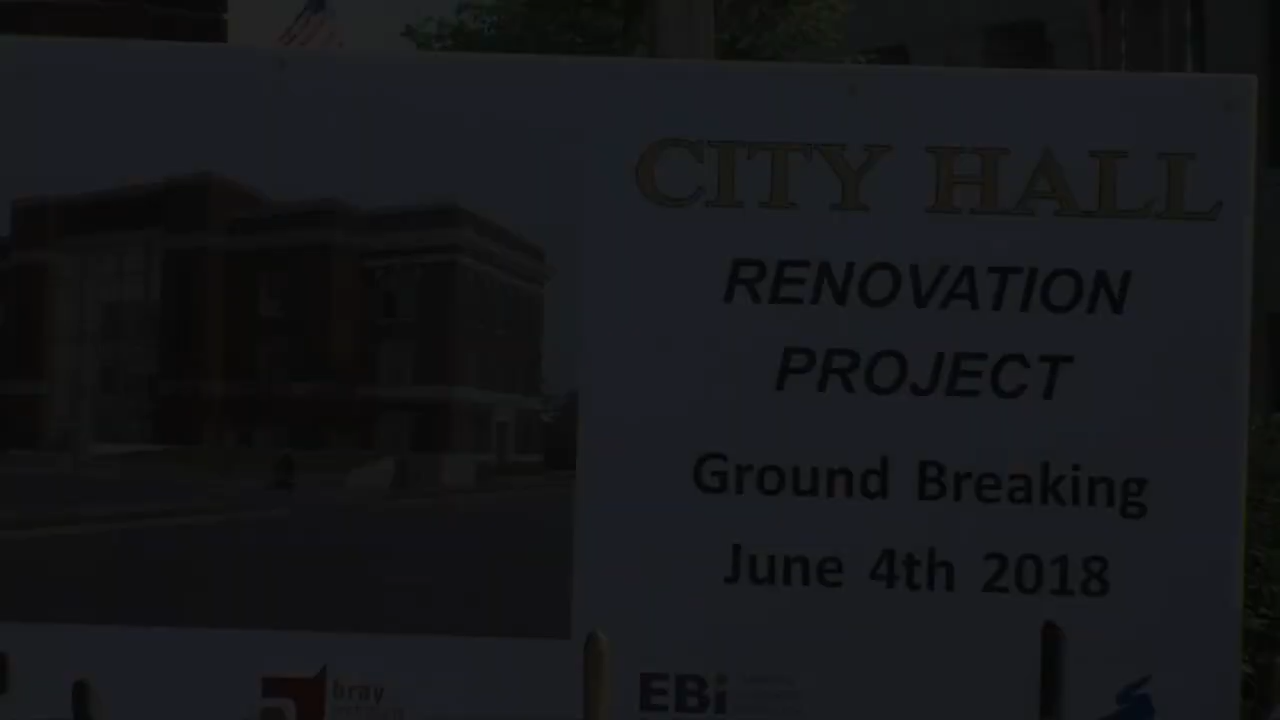 CITY HALL
RENOVATION
PROJECT
Ground Breaking
June 4th 2018
bray
EBi